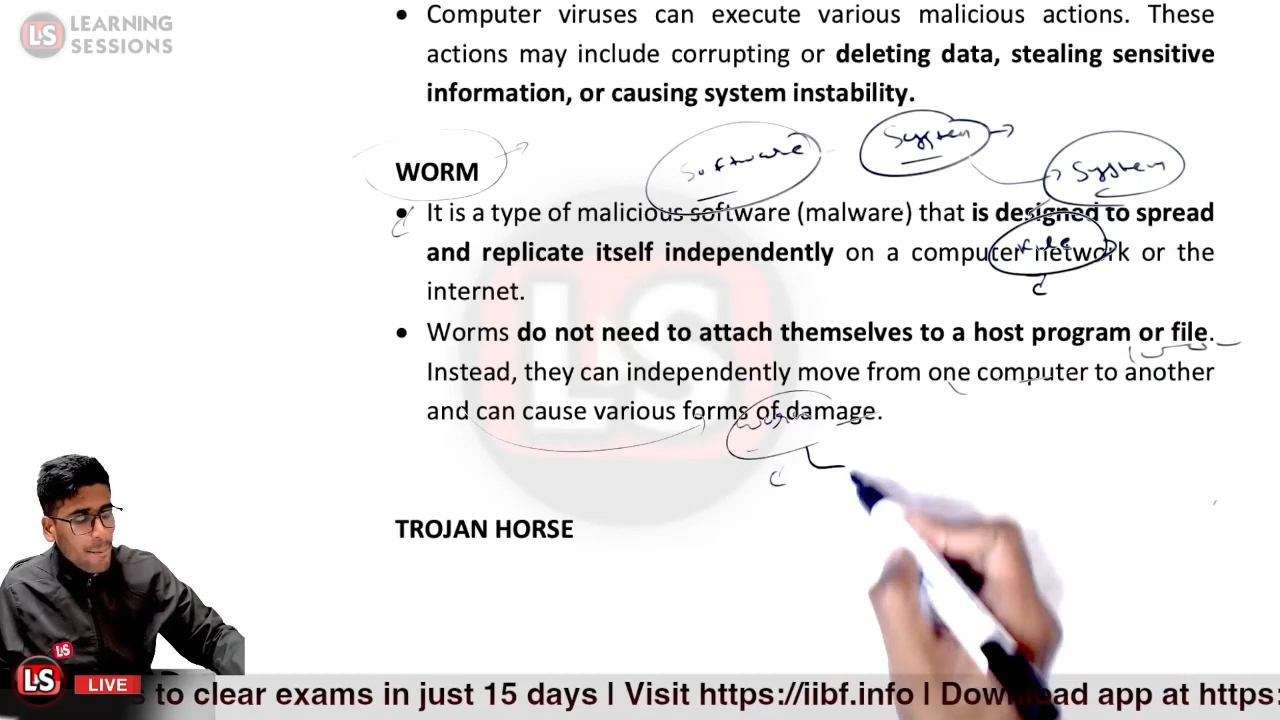 LS LEARNING
SESSIONS
• Computer viruses can execute various malicious actions. These
actions may include corrupting or deleting data, stealing sensitive
information, or causing system instability.
Software System System
WORM
• It is a type of malicious software (malware) that is designed to spread
and replicate itself independently on a computer network or the
internet.
• Worms do not need to attach themselves to a host program or file.
Instead, they can independently move from one computer to another
and can cause various forms of damage.
TROJAN HORSE
LS
LS LIVE to clear exams in just 15 days | Visit https://iibf.info | Download app at https: